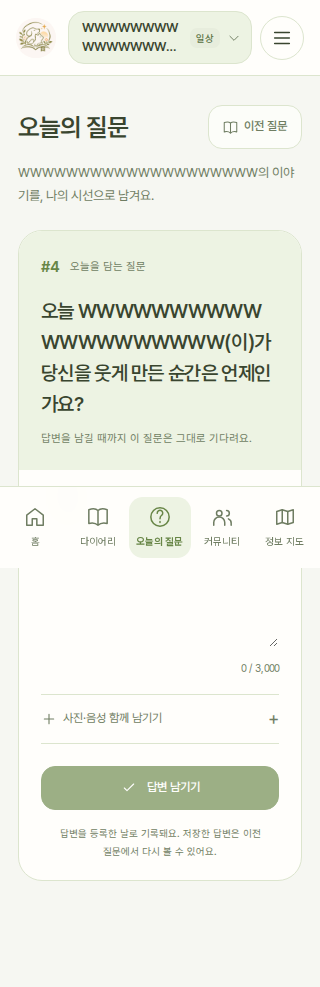 WWWWWWWW
WWWWWWW...
일상
오늘의 질문
이전 질문
WWWWWWWWWWWWWWWWWWWW의 이야
기를, 나의 시선으로 남겨요.
#4 오늘을 담는 질문
오늘 WWWWWWWWWW
WWWWWWWWWW(이)가
당신을 웃게 만든 순간은 언제인
가요?
답변을 남길 때까지 이 질문은 그대로 기다려요.
홈
다이어리
오늘의 질문
커뮤니티
정보 지도
0 / 3,000
사진·음성 함께 남기기
답변 남기기
답변을 등록한 날로 기록돼요. 저장한 답변은 이전
질문에서 다시 볼 수 있어요.